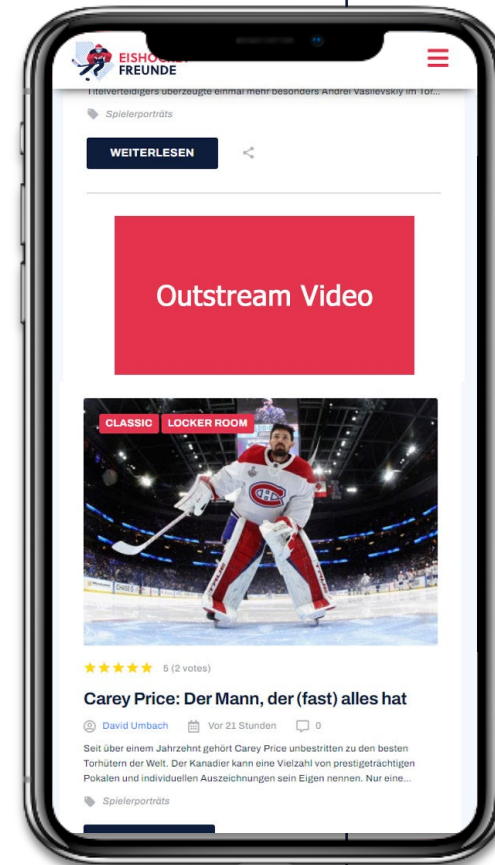 EISHOCKEY
FREUNDE
Titelverteidigers überzeugte einmal mehr besonders Andrei Vasilevskiy im Tor...
Spielerporträts
WEITERLESEN
Outstream Video
CLASSIC LOCKER ROOM
5 (2 votes)
Carey Price: Der Mann, der (fast) alles hat
David Umbach Vor 21 Stunden 0
Seit über einem Jahrzehnt gehört Carey Price unbestritten zu den besten
Torhütern der Welt. Der Kanadier kann eine Vielzahl von prestigeträchtigen
Pokalen und individuellen Auszeichnungen sein Eigen nennen. Nur eine...
Spielerporträts